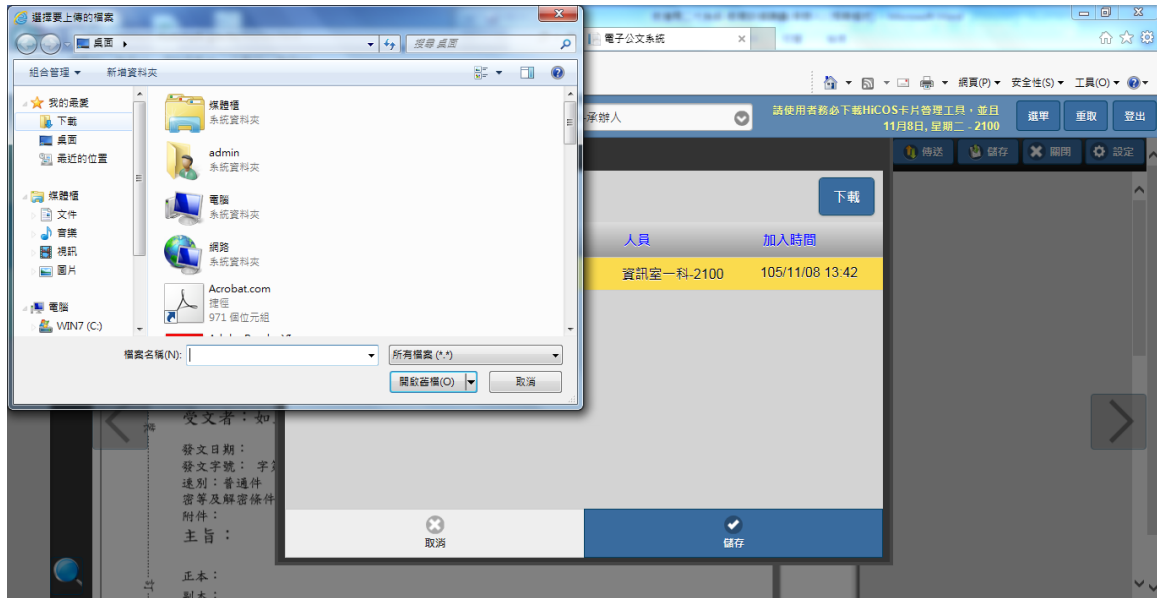 選擇要上傳的檔案
桌面
搜尋 桌面
組合管理
新增資料夾
我的最愛
下載
桌面
最近的位置
媒體櫃
文件
音樂
視訊
圖片
電腦
WIN7 (C:)
媒體櫃
系統資料夾
admin
系統資料夾
電腦
系統資料夾
網路
系統資料夾
Acrobat.com
捷徑
971 個位元組
檔案名稱(N):
所有檔案 (*.*)
開啟舊檔(O)
取消
電子公文系統
網頁(P)
安全性(S)
工具(O)
承辦人
請使用者務必下載HiCOS卡片管理工具，並且
11月8日, 星期二 - 2100
選單
重取
登出
傳送
儲存
關閉
設定
下載
人員
加入時間
資訊室一科-2100
105/11/08 13:42
受文者：如
發文日期：
發文字號： 字第
速別：普通件
密等及解密條件
附件：
主旨：
正本：
副本：
取消
儲存